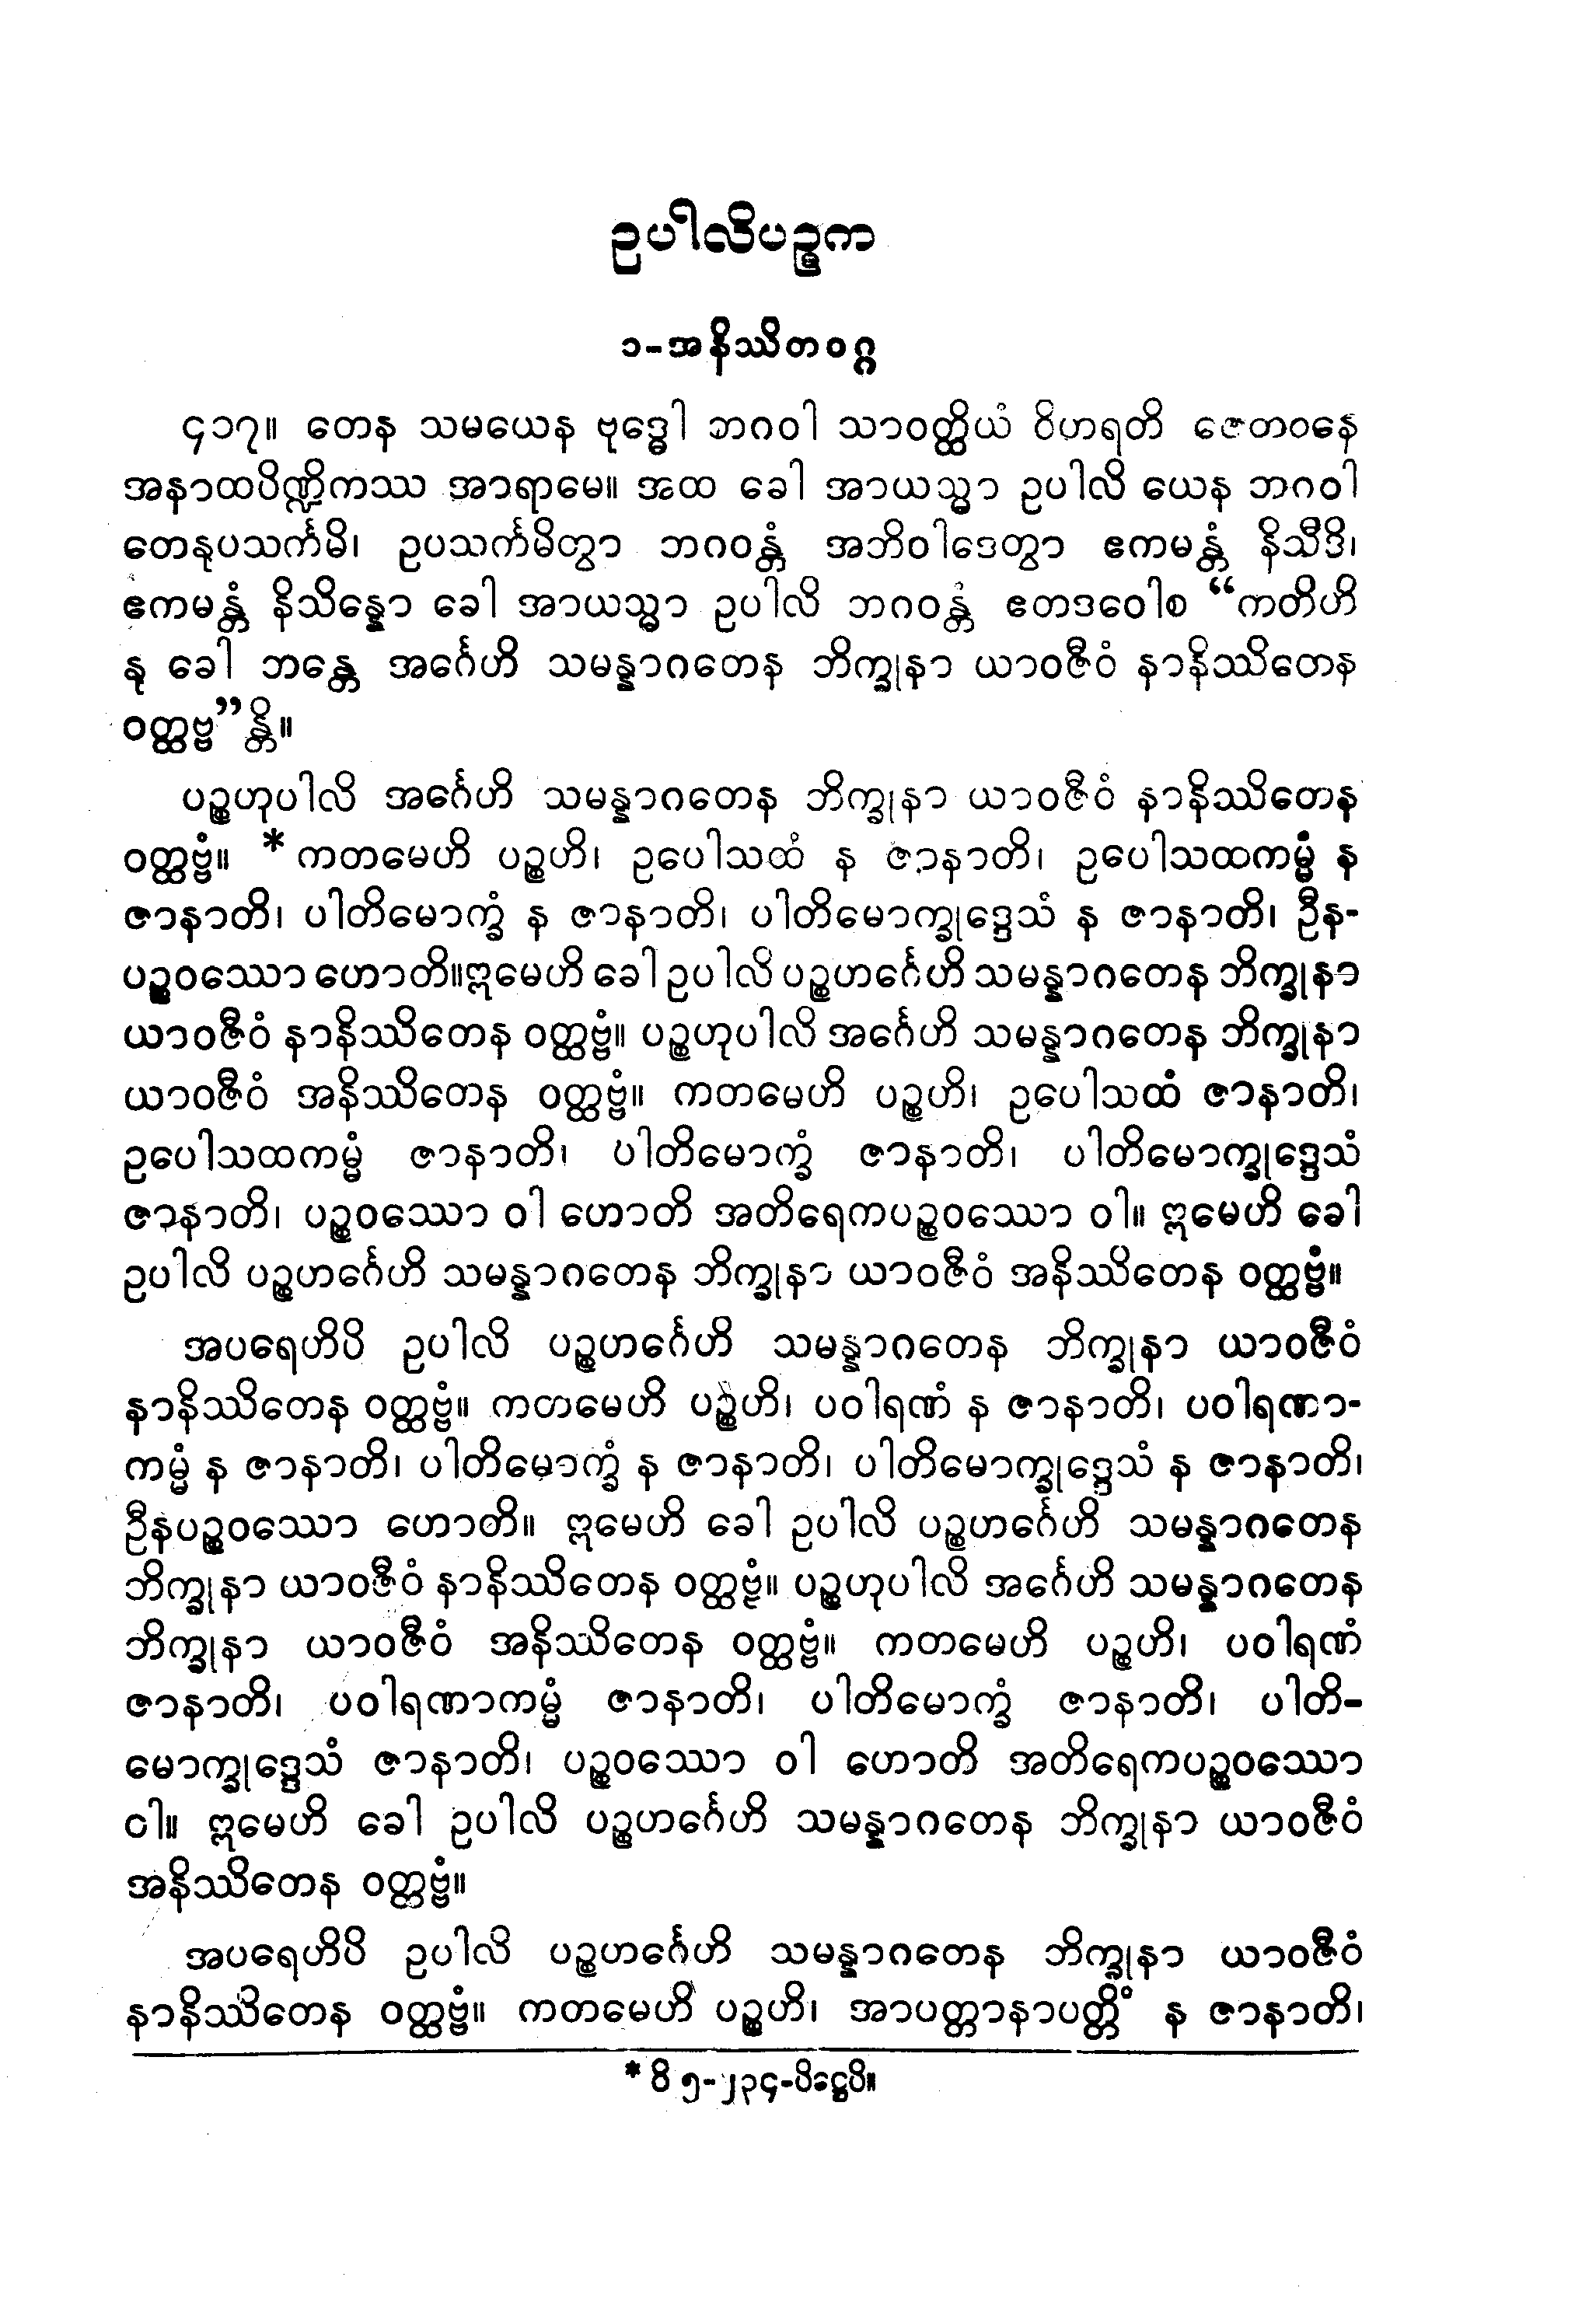 ဥပါလိပဉ္စက
၁-အနိဿိတဝဂ္ဂ
၄၁၇။ တေန သမယေန ဗုဒ္ဓေါ ဘဂဝါ သာဝတ္ထိယံ ဝိဟရတိ ဇေတဝနေ
အနာထပိဏ္ဍိကဿ အာရာမေ။ အထ ခေါ အာယသ္မာ ဥပါလိ ယေန ဘဂဝါ
တေနုပသင်္ကမိ၊ ဥပသင်္ကမိတွာ ဘဂဝန္တံ အဘိဝါဒေတွာ ဧကမန္တံ နိသီဒိ၊
ဧကမန္တံ နိသိန္နော ခေါ အာယသ္မာ ဥပါလိ ဘဂဝန္တံ ဧတဒဝေါစ “ကတိဟိ
နု ခေါ ဘန္တေ အင်္ဂေဟိ သမန္နာဂတေန ဘိက္ခုနာ ယာဝဇီဝံ နာနိဿိတေန
ဝတ္ထဗ္ဗ”န္တိ။
ပဉ္စဟုပါလိ အင်္ဂေဟိ သမန္နာဂတေန ဘိက္ခုနာ ယာဝဇီဝံ နာနိဿိတေန
ဝတ္ထဗ္ဗံ။ *ကတမေဟိ ပဉ္စဟိ၊ ဥပေါသထံ န ဇာနာတိ၊ ဥပေါသထကမ္မံ န
ဇာနာတိ၊ ပါတိမောက္ခံ န ဇာနာတိ၊ ပါတိမောက္ခုဒ္ဒေသံ န ဇာနာတိ၊ ဦန-
ပဉ္စဝဿော ဟောတိ။ဣမေဟိ ခေါ ဥပါလိ ပဉ္စဟင်္ဂေဟိ သမန္နာဂတေန ဘိက္ခုနာ
ယာဝဇီဝံ နာနိဿိတေန ဝတ္ထဗ္ဗံ။ ပဉ္စဟုပါလိ အင်္ဂေဟိ သမန္နာဂတေန ဘိက္ခုနာ
ယာဝဇီဝံ အနိဿိတေန ဝတ္ထဗ္ဗံ။ ကတမေဟိ ပဉ္စဟိ၊ ဥပေါသထံ ဇာနာတိ၊
ဥပေါသထကမ္မံ ဇာနာတိ၊ ပါတိမောက္ခံ ဇာနာတိ၊ ပါတိမောက္ခုဒ္ဒေသံ
ဇာနာတိ၊ ပဉ္စဝဿော ဝါ ဟောတိ အတိရေကပဉ္စဝဿော ဝါ။ ဣမေဟိ ခေါ
ဥပါလိ ပဉ္စဟင်္ဂေဟိ သမန္နာဂတေန ဘိက္ခုနာ ယာဝဇီဝံ အနိဿိတေန ဝတ္ထဗ္ဗံ။
အပရေဟိပိ ဥပါလိ ပဉ္စဟင်္ဂေဟိ သမန္နာဂတေန ဘိက္ခုနာ ယာဝဇီဝံ
နာနိဿိတေန ဝတ္ထဗ္ဗံ။ ကတမေဟိ ပဉ္စဟိ၊ ပဝါရဏံ န ဇာနာတိ၊ ပဝါရဏာ-
ကမ္မံ န ဇာနာတိ၊ ပါတိမောက္ခံ န ဇာနာတိ၊ ပါတိမောက္ခုဒ္ဒေသံ န ဇာနာတိ၊
ဦနပဉ္စဝဿော ဟောတိ။ ဣမေဟိ ခေါ ဥပါလိ ပဉ္စဟင်္ဂေဟိ သမန္နာဂတေန
ဘိက္ခုနာ ယာဝဇီဝံ နာနိဿိတေန ဝတ္ထဗ္ဗံ။ ပဉ္စဟုပါလိ အင်္ဂေဟိ သမန္နာဂတေန
ဘိက္ခုနာ ယာဝဇီဝံ အနိဿိတေန ဝတ္ထဗ္ဗံ။ ကတမေဟိ ပဉ္စဟိ၊ ပဝါရဏံ
ဇာနာတိ၊ ပဝါရဏာကမ္မံ ဇာနာတိ၊ ပါတိမောက္ခံ ဇာနာတိ၊ ပါတိ-
မောက္ခုဒ္ဒေသံ ဇာနာတိ၊ ပဉ္စဝဿော ဝါ ဟောတိ အတိရေကပဉ္စဝဿော
ဝါ။ ဣမေဟိ ခေါ ဥပါလိ ပဉ္စဟင်္ဂေဟိ သမန္နာဂတေန ဘိက္ခုနာ ယာဝဇီဝံ
အနိဿိတေန ဝတ္ထဗ္ဗံ။
အပရေဟိပိ ဥပါလိ ပဉ္စဟင်္ဂေဟိ သမန္နာဂတေန ဘိက္ခုနာ ယာဝဇီဝံ
နာနိဿိတေန ဝတ္ထဗ္ဗံ။ ကတမေဟိ ပဉ္စဟိ၊ အာပတ္တာနာပတ္တိံ န ဇာနာတိ၊
* ဝိ ၅-၂၃၄-ပိဋ္ဌေပိ။